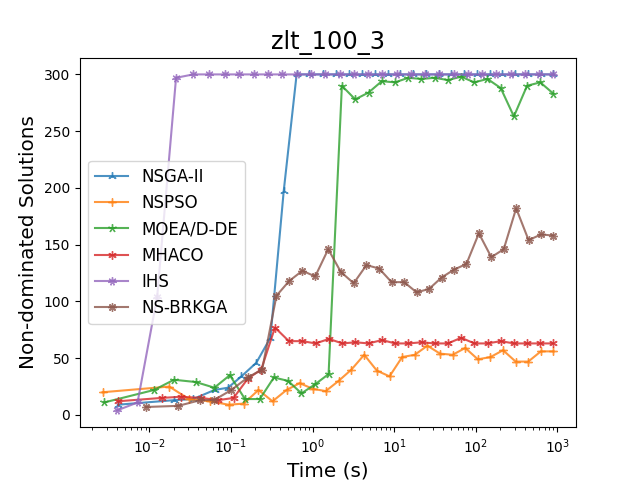 zlt_100_3
Non-dominated Solutions
300
250
200
150
100
50
0
NSGA-II
NSPSO
MOEA/D-DE
MHACO
IHS
NS-BRKGA
10⁻² 10⁻¹ 10⁰ 10¹ 10² 10³
Time (s)